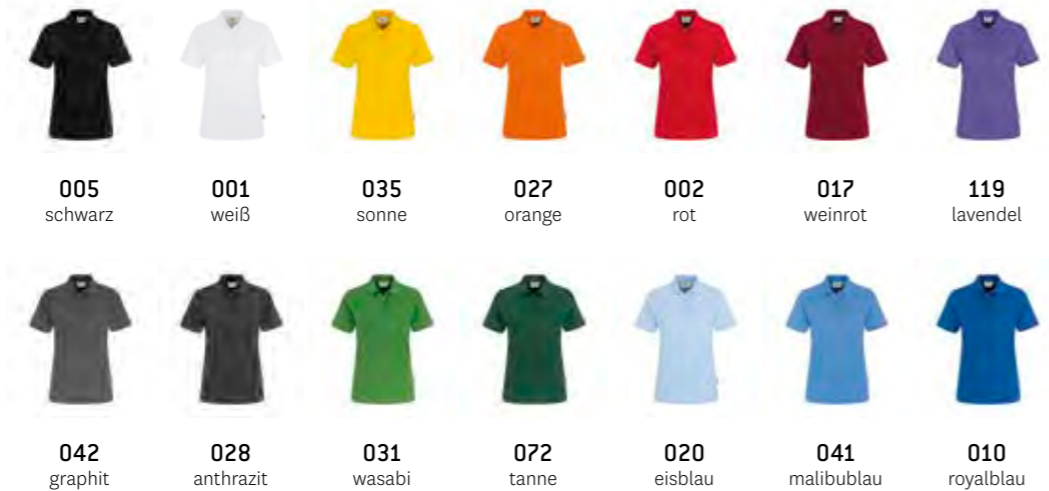 005 001 035 027 002 017 119
schwarz weiß sonne orange rot weinrot lavendel
042 028 031 072 020 041 010
graphit anthrazit wasabi tanne eisblau malibublau royalblau